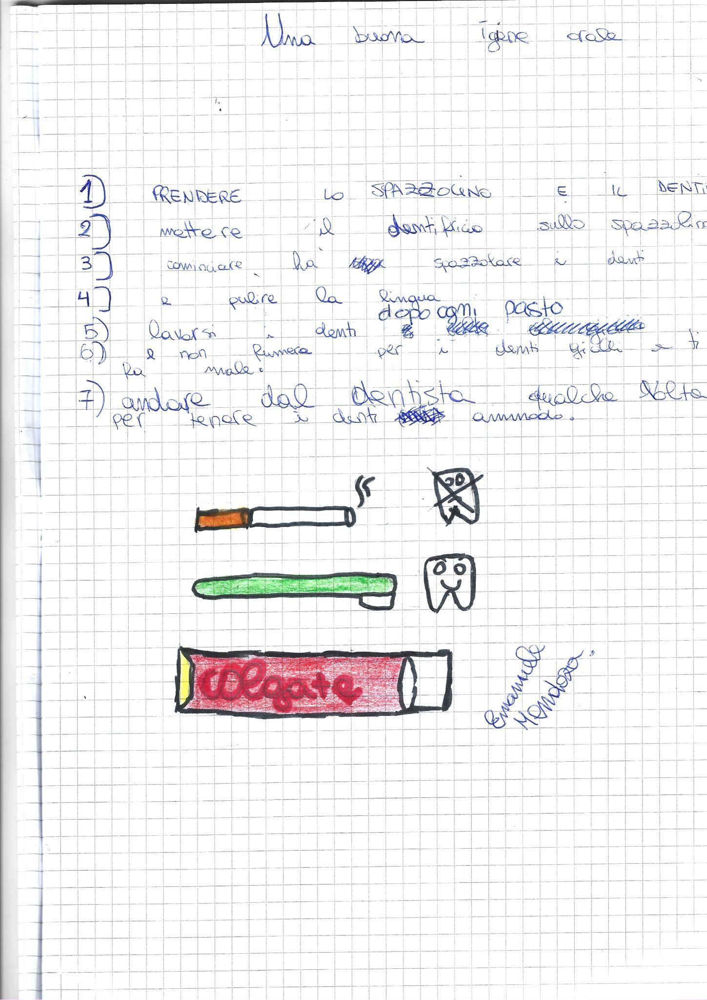 Una buona Igiene orale
1) PRENDERE LO SPAZZOLINO E IL DENTI
2) mettere il dentifricio sullo spazzolin
3) cominciare ha spazzolare i denti
4) e pulire la lingua
dopo ogni pasto
5) lavarsi i denti
6) e non fumare per i denti gialli e ti
fa male.
7) andare dal dentista qualche Volta
per tenere i denti ammodo.
Colgate
Emanuele
Mendoza.